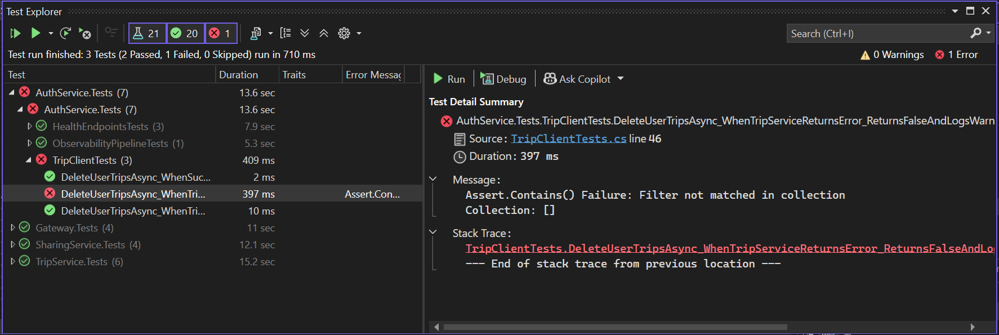 Test Explorer
21 20 1
Search (Ctrl+I)
Test run finished: 3 Tests (2 Passed, 1 Failed, 0 Skipped) run in 710 ms
0 Warnings 1 Error
Test Duration Traits Error Messag
AuthService.Tests (7) 13.6 sec
AuthService.Tests (7) 13.6 sec
HealthEndpointsTests (3) 7.9 sec
ObservabilityPipelineTests (1) 5.3 sec
TripClientTests (3) 409 ms
DeleteUserTripsAsync_WhenSuc... 2 ms
DeleteUserTripsAsync_WhenTri... 397 ms Assert.Con...
DeleteUserTripsAsync_WhenTri... 10 ms
Gateway.Tests (4) 11 sec
SharingService.Tests (4) 12.1 sec
TripService.Tests (6) 15.2 sec
Run Debug Ask Copilot
Test Detail Summary
AuthService.Tests.TripClientTests.DeleteUserTripsAsync_WhenTripServiceReturnsError_ReturnsFalseAndLogsWarn
Source: TripClientTests.cs line 46
Duration: 397 ms
Message:
Assert.Contains() Failure: Filter not matched in collection
Collection: []
Stack Trace:
TripClientTests.DeleteUserTripsAsync_WhenTripServiceReturnsError_ReturnsFalseAndLo
--- End of stack trace from previous location ---